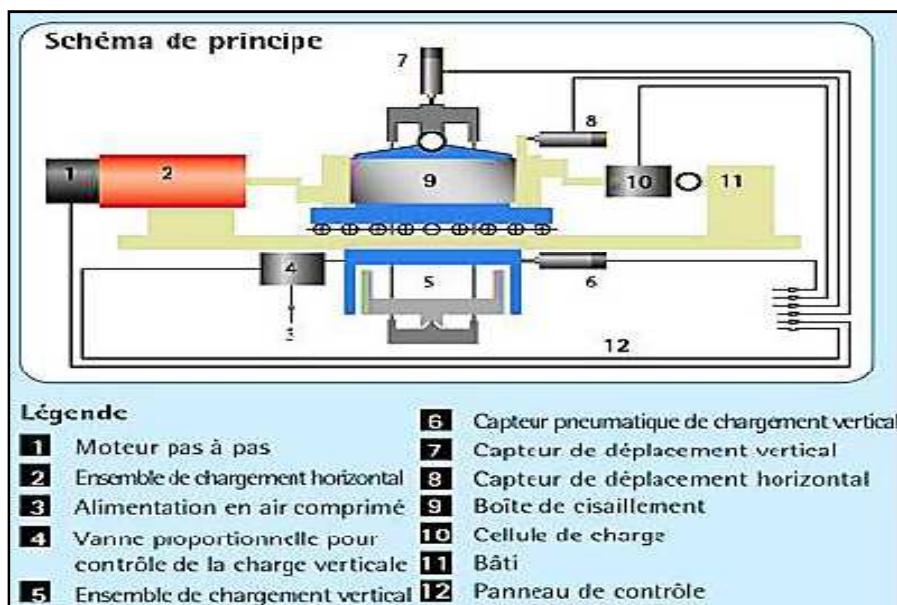 Schéma de principe
7
8
1
2
9
10
11
4
5
6
3
12
Légende
1 Moteur pas à pas
2 Ensemble de chargement horizontal
3 Alimentation en air comprimé
4 Vanne proportionnelle pour
contrôle de la charge verticale
5 Ensemble de chargement vertical
6 Capteur pneumatique de chargement vertical
7 Capteur de déplacement vertical
8 Capteur de déplacement horizontal
9 Boîte de cisaillement
10 Cellule de charge
11 Bâti
12 Panneau de contrôle